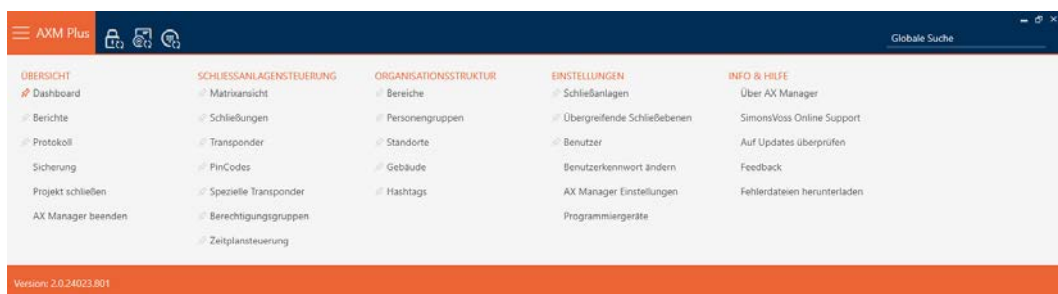 AXM Plus
Globale Suche
ÜBERSICHT
Dashboard
Berichte
Protokoll
Sicherung
Projekt schließen
AX Manager beenden
SCHLIESSANLAGENSTEUERUNG
Matrixansicht
Schließungen
Transponder
PinCodes
Spezielle Transponder
Berechtigungsgruppen
Zeitplansteuerung
ORGANISATIONSSTRUKTUR
Bereiche
Personengruppen
Standorte
Gebäude
Hashtags
EINSTELLUNGEN
Schließanlagen
Übergreifende Schließebenen
Benutzer
Benutzerkennwort ändern
AX Manager Einstellungen
Programmiergeräte
INFO & HILFE
Über AX Manager
SimonsVoss Online Support
Auf Updates überprüfen
Feedback
Fehlerdateien herunterladen
Version: 2.0.24023.801